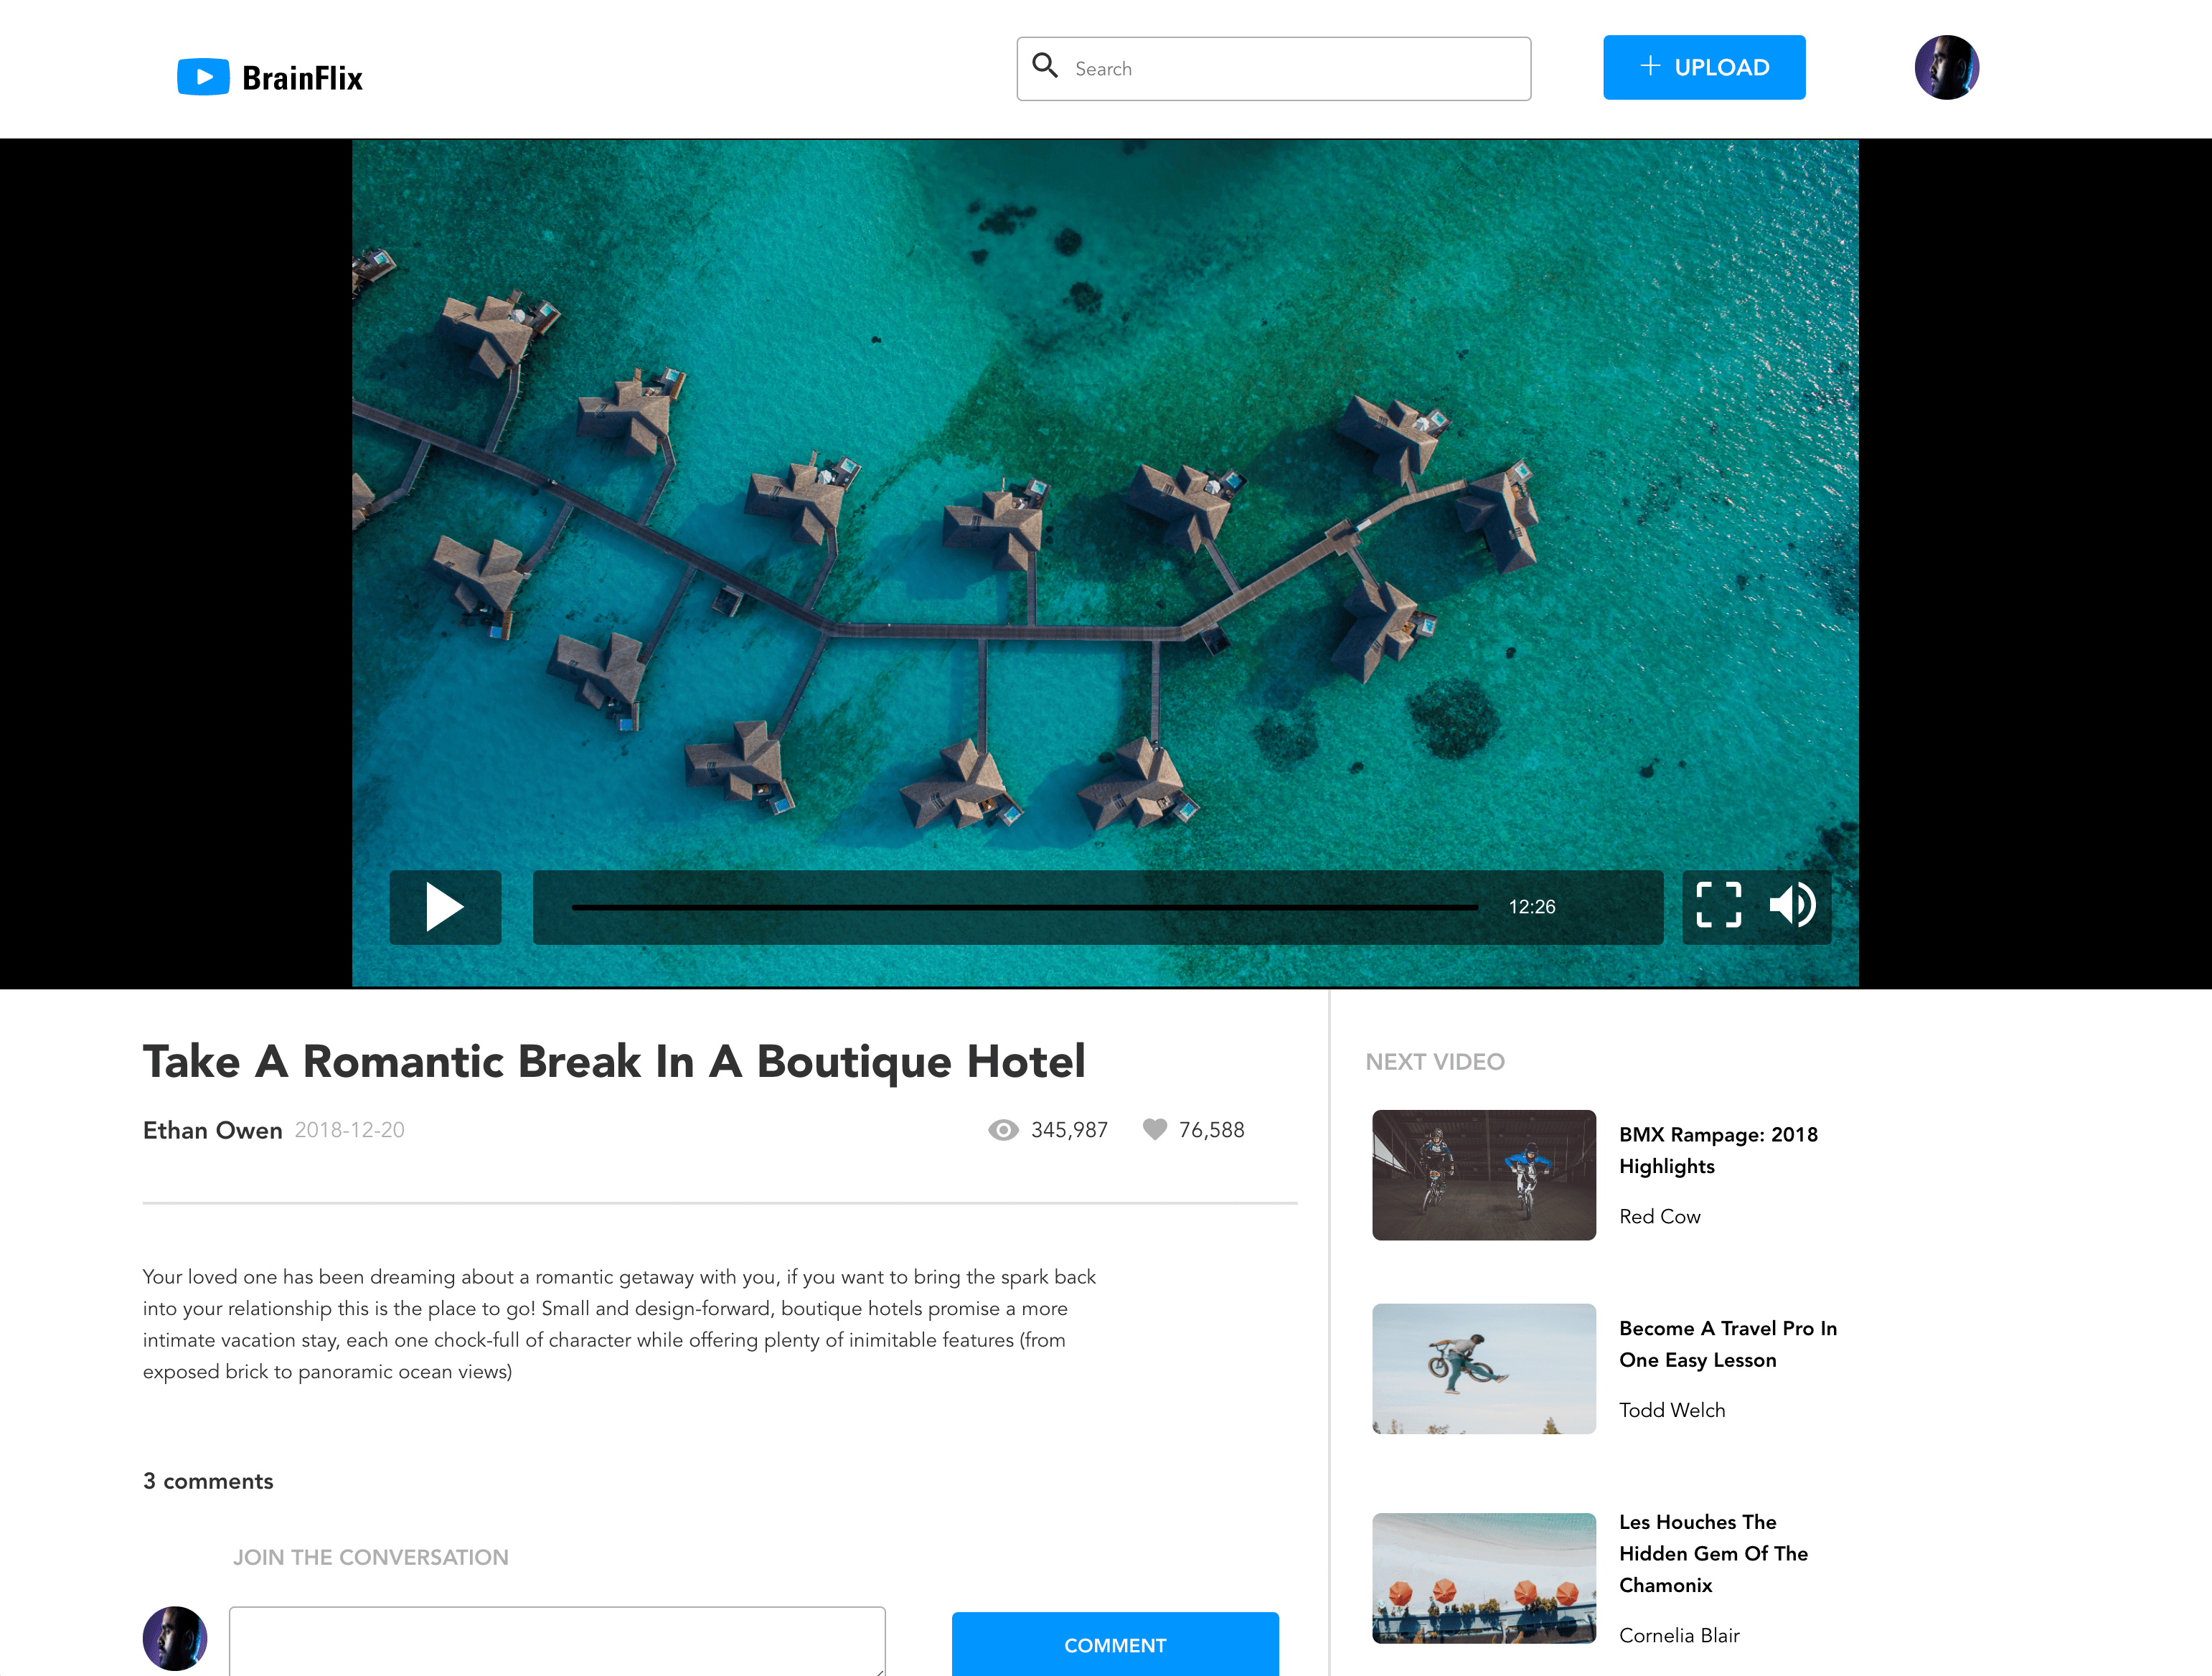 BrainFlix
Search
UPLOAD
12:26
Take A Romantic Break In A Boutique Hotel
Ethan Owen 2018-12-20
345,987 76,588
Your loved one has been dreaming about a romantic getaway with you, if you want to bring the spark back
into your relationship this is the place to go! Small and design-forward, boutique hotels promise a more
intimate vacation stay, each one chock-full of character while offering plenty of inimitable features (from
exposed brick to panoramic ocean views)
3 comments
JOIN THE CONVERSATION
COMMENT
NEXT VIDEO
BMX Rampage: 2018
Highlights
Red Cow
Become A Travel Pro In
One Easy Lesson
Todd Welch
Les Houches The
Hidden Gem Of The
Chamonix
Cornelia Blair